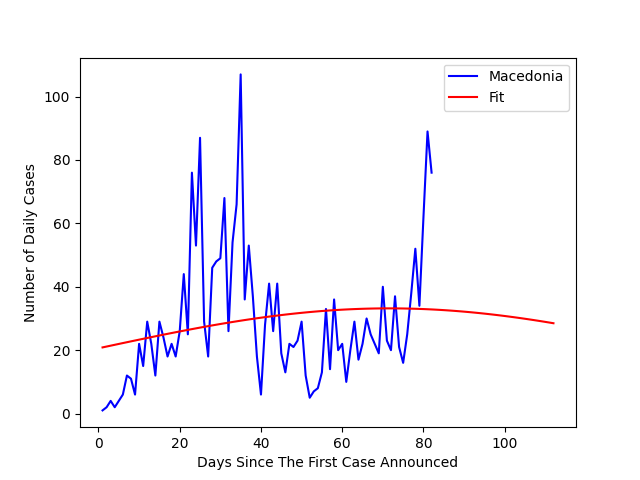 Macedonia
Fit
Number of Daily Cases
100
80
60
40
20
0
0 20 40 60 80 100
Days Since The First Case Announced